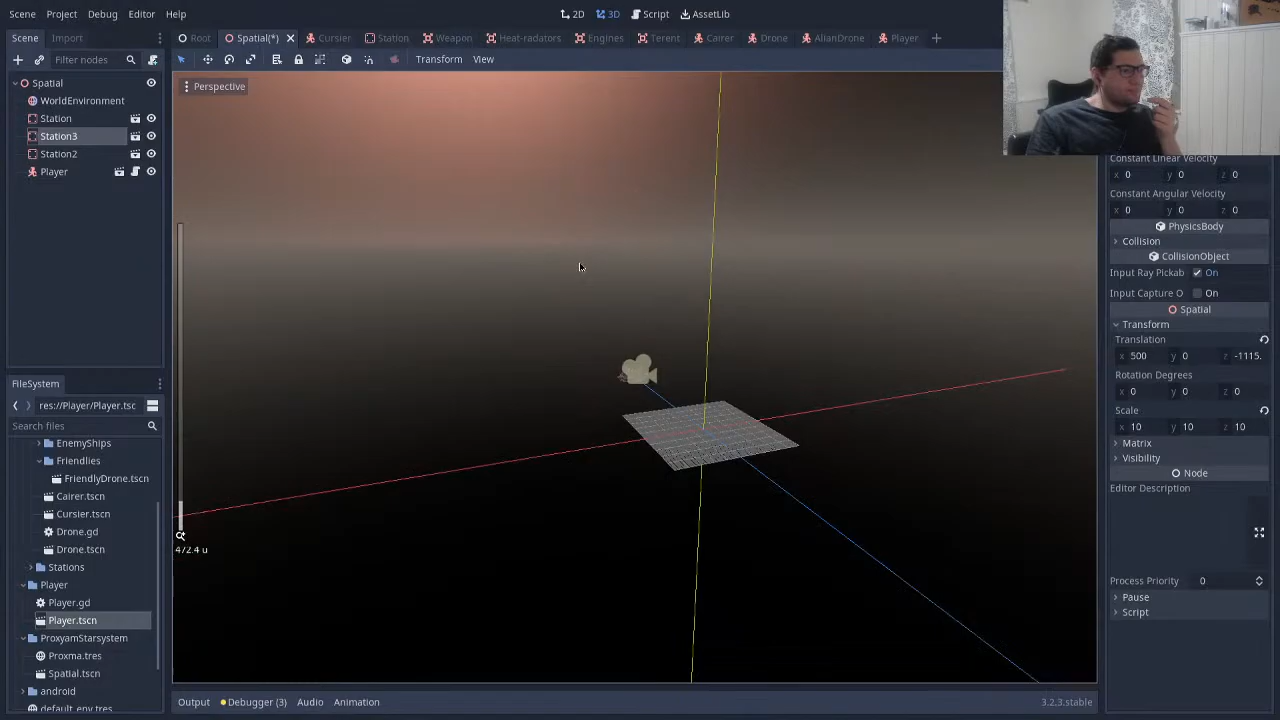 Scene Project Debug Editor Help 2D 3D Script AssetLib
Scene Import Root Spatial(*) Cursier Station Weapon Heat-radiators Engines Terent Cairer Drone AlianDrone Player
Filter nodes Transform View
Spatial
WorldEnvironment
Station
Station3
Station2
Player
Perspective
472.4 u
FileSystem
res://Player/Player.tsc
Search files
EnemyShips
Friendlies
FriendlyDrone.tscn
Cairer.tscn
Cursier.tscn
Drone.gd
Drone.tscn
Stations
Player
Player.gd
Player.tscn
ProxyamStarsystem
Proxma.tres
Spatial.tscn
android
default_env.tres
Constant Linear Velocity
x 0 y 0 z 0
Constant Angular Velocity
x 0 y 0 z 0
PhysicsBody
Collision
CollisionObject
Input Ray Pickab On
Input Capture O On
Spatial
Transform
Translation
x 500 y 0 z -1115.
Rotation Degrees
x 0 y 0 z 0
Scale
x 10 y 10 z 10
Matrix
Visibility
Node
Editor Description
Process Priority 0
Pause
Script
Output Debugger (3) Audio Animation 3.2.3.stable